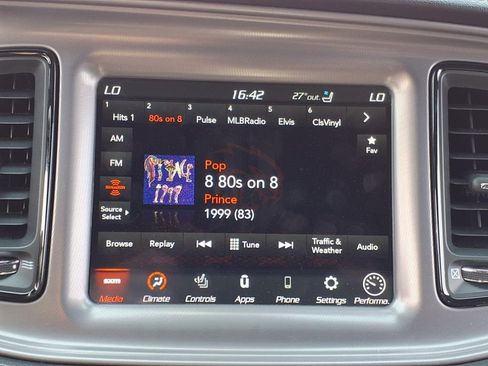 LO 16:42 27°out. LO
1 2 3 4 5 6
Hits 1 80s on 8 Pulse MLBRadio Elvis ClsVinyl
AM
Fav
FM
Pop
8 80s on 8
Prince
1999 (83)
1999
Source
Select
Browse Replay Tune Traffic & Weather Audio
Media Climate Controls Apps Phone Settings Performa.